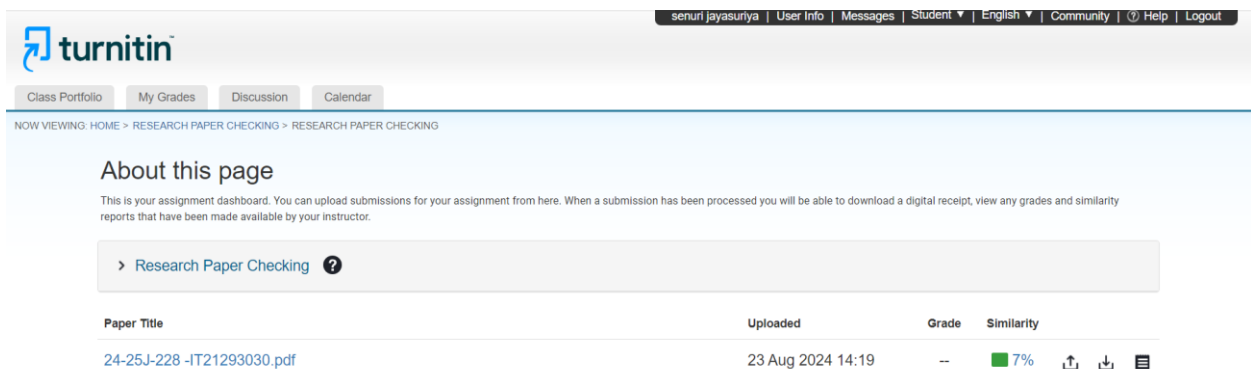 senuri jayasuriya | User Info | Messages | Student ▼ | English ▼ | Community | ? Help | Logout
turnitin™
Class Portfolio My Grades Discussion Calendar
NOW VIEWING: HOME > RESEARCH PAPER CHECKING > RESEARCH PAPER CHECKING
About this page
This is your assignment dashboard. You can upload submissions for your assignment from here. When a submission has been processed you will be able to download a digital receipt, view any grades and similarity
reports that have been made available by your instructor.
> Research Paper Checking ?
Paper Title Uploaded Grade Similarity
24-25J-228 -IT21293030.pdf 23 Aug 2024 14:19 -- 7%